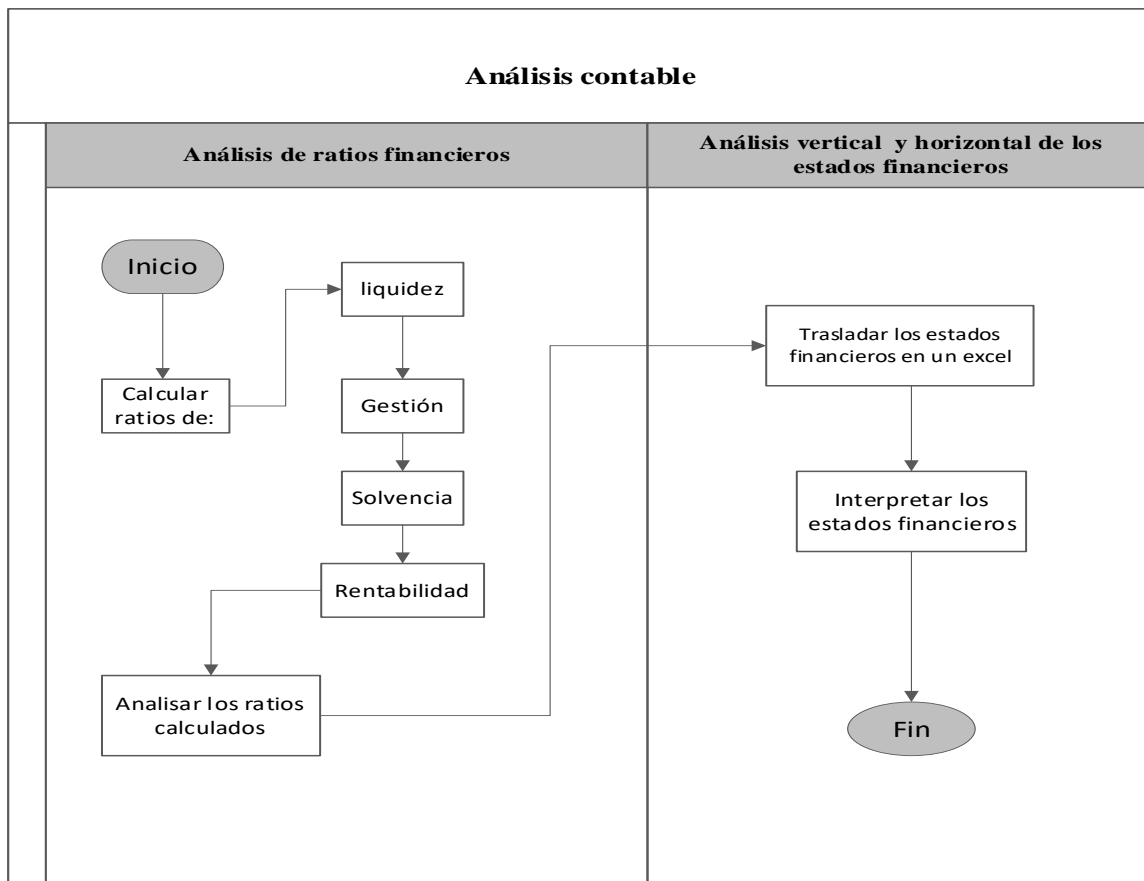 Análisis contable
Análisis de ratios financieros
Análisis vertical y horizontal de los
estados financieros
Inicio
Calcular
ratios de:
liquidez
Gestión
Solvencia
Rentabilidad
Analisar los ratios
calculados
Trasladar los estados
financieros en un excel
Interpretar los
estados financieros
Fin